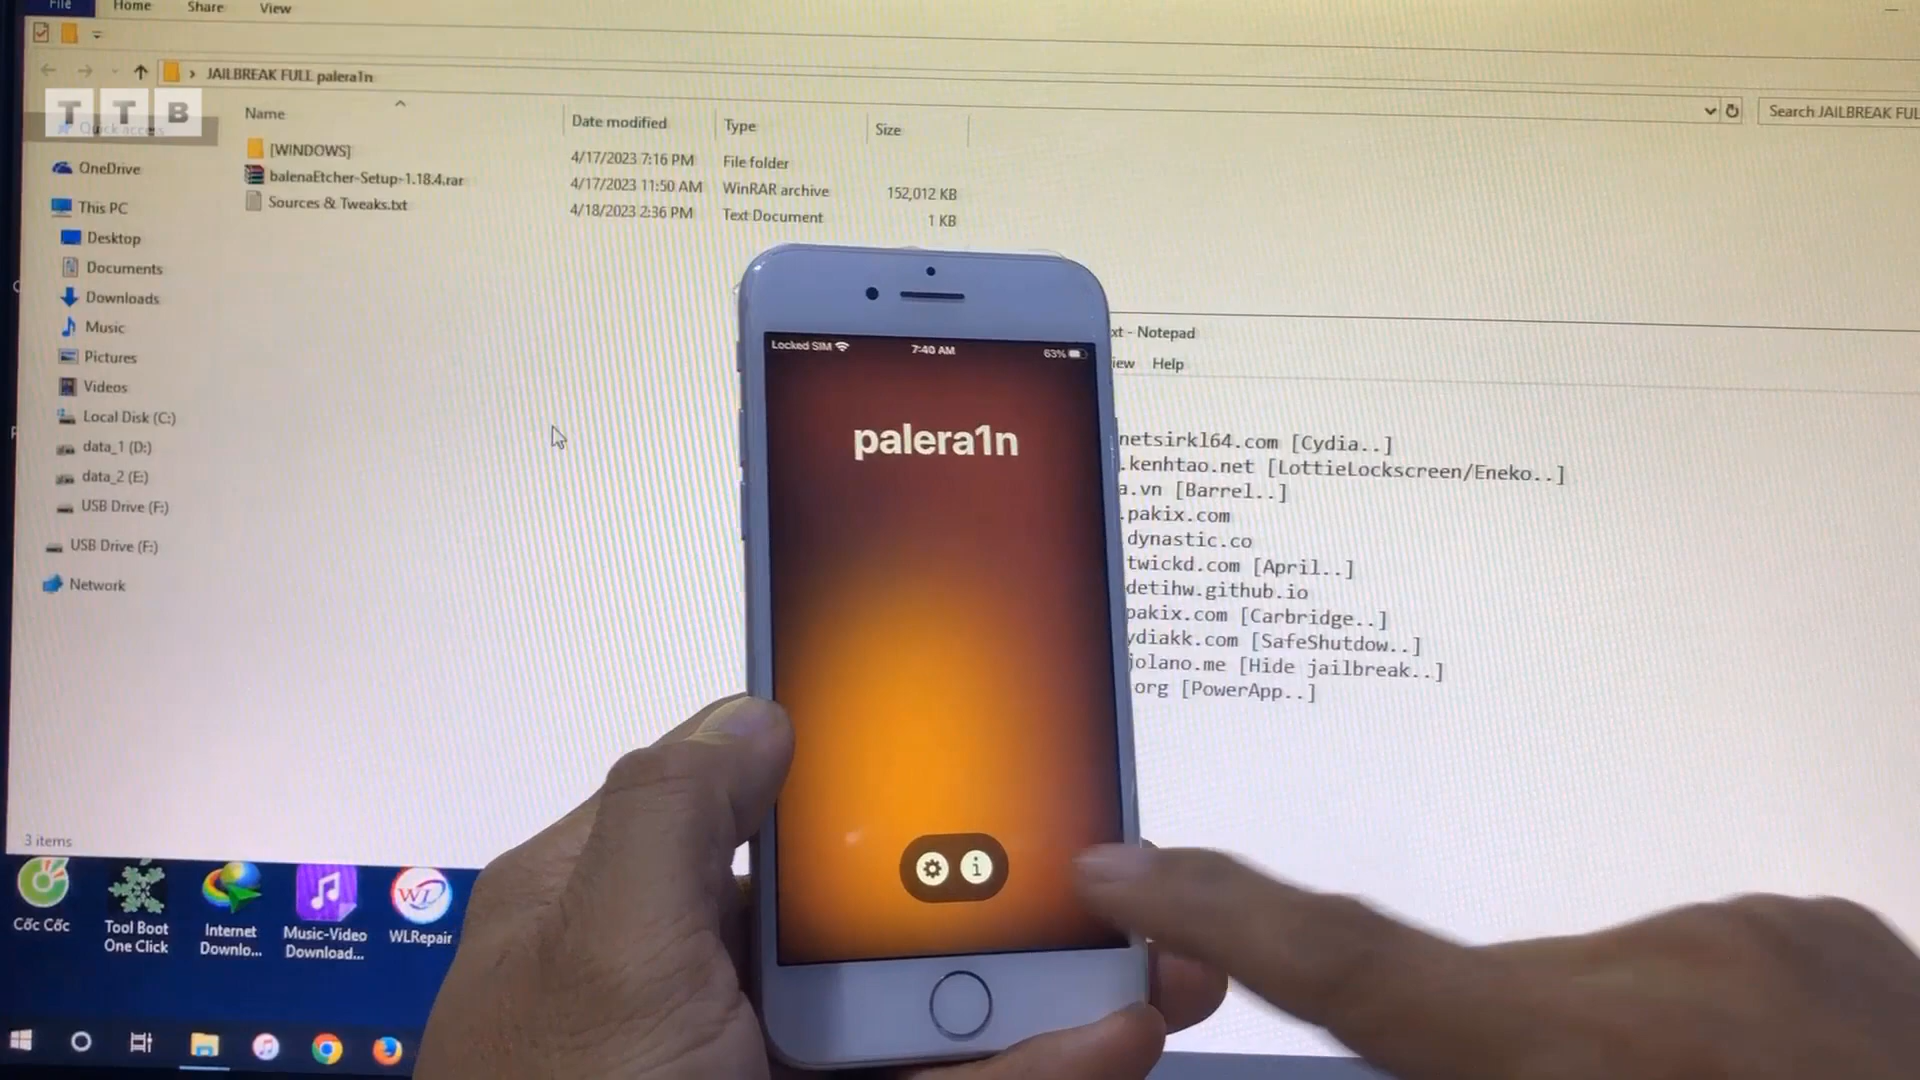 File Home Share View
JAILBREAK FULL palera1n
Search JAILBREAK FUL
TTB
Quick access
OneDrive
This PC
Desktop
Documents
Downloads
Music
Pictures
Videos
Local Disk (C:)
data_1 (D:)
data_2 (E:)
USB Drive (F:)
USB Drive (F:)
Network
Name Date modified Type Size
[WINDOWS] 4/17/2023 7:16 PM File folder
balenaEtcher-Setup-1.18.4.rar 4/17/2023 11:50 AM WinRAR archive 152,012 KB
Sources & Tweaks.txt 4/18/2023 2:36 PM Text Document 1 KB
3 items
xt - Notepad
iew Help
netsirkl64.com [Cydia..]
.kenhtao.net [LottieLockscreen/Eneko..]
a.vn [Barrel..]
.pakix.com
.dynastic.co
twickd.com [April..]
detihw.github.io
pakix.com [Carbridge..]
ydiakk.com [SafeShutdow..]
jolano.me [Hide jailbreak..]
org [PowerApp..]
Locked SIM 7:40 AM 63%
palera1n
i
Cốc Cốc
Tool Boot
One Click
Internet
Downlo...
Music-Video
Download...
WL
WLRepair